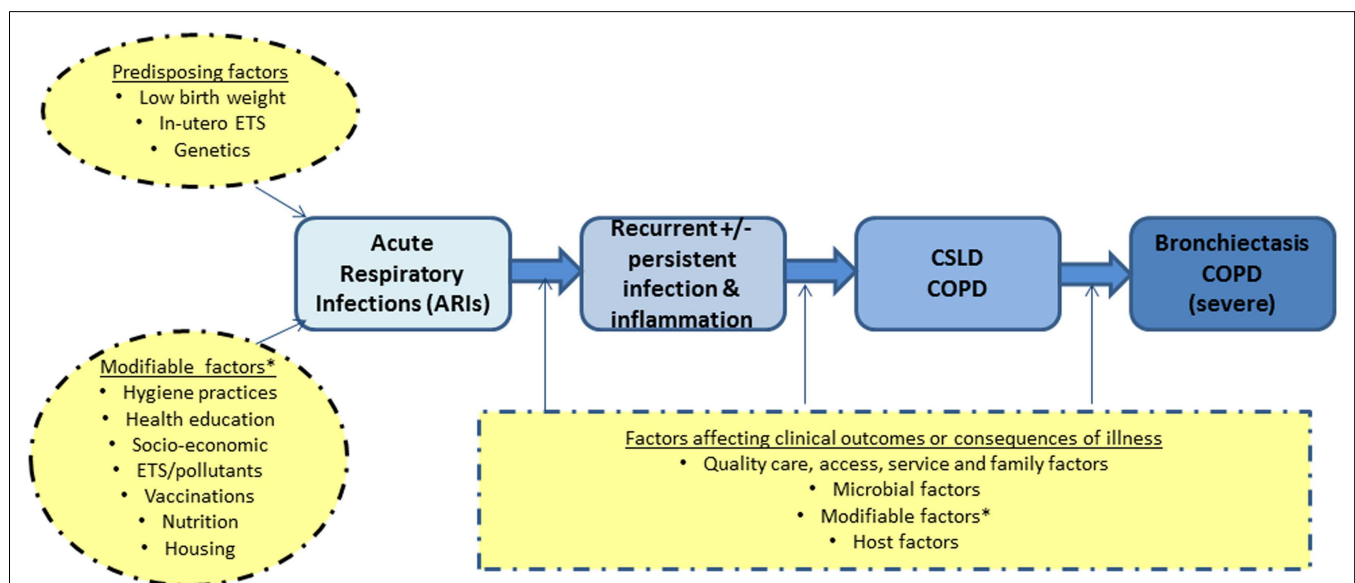 Predisposing factors
• Low birth weight
• In-utero ETS
• Genetics
Acute
Respiratory
Infections (ARIs)
Recurrent +/-
persistent
infection &
inflammation
CSLD
COPD
Bronchiectasis
COPD
(severe)
Modifiable factors*
• Hygiene practices
• Health education
• Socio-economic
• ETS/pollutants
• Vaccinations
• Nutrition
• Housing
Factors affecting clinical outcomes or consequences of illness
• Quality care, access, service and family factors
• Microbial factors
• Modifiable factors*
• Host factors